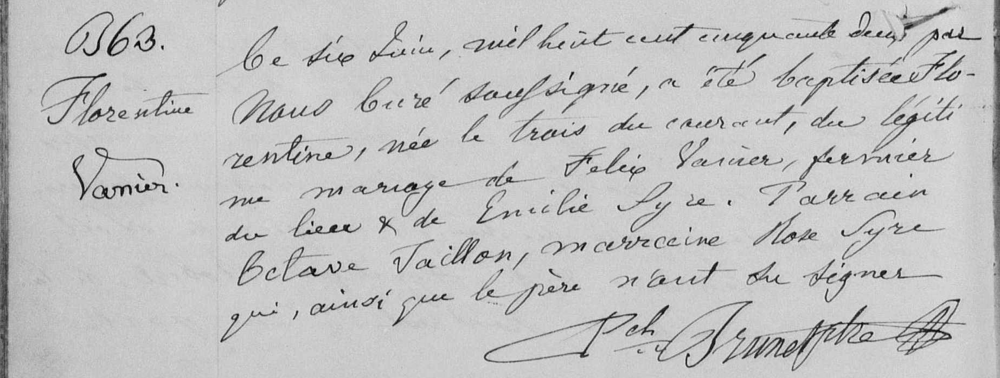 B63.
Florentine
Vanier.
Ce six Juin, mil huit cent cinquante deux par
Nous Curé soussigné, a été baptisée Flo-
rentine, née le trois du courant, du légiti
me mariage de Felix Vanier, fermier
du lieu & de Emilie Syre. Parrain
Octave Taillon, marraine Rose Syre
qui, ainsi que le père n'ont su signer
Pch Brunet ptre